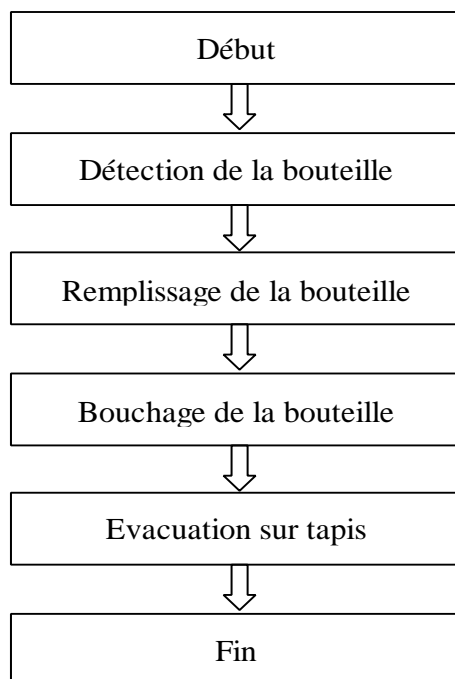 Début
Détection de la bouteille
Remplissage de la bouteille
Bouchage de la bouteille
Evacuation sur tapis
Fin